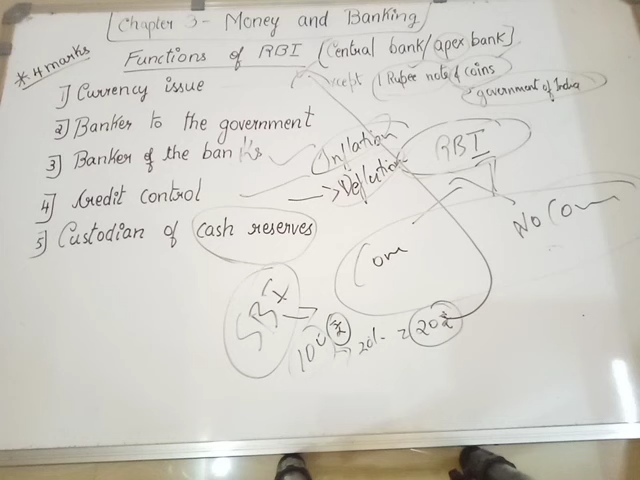 Chapter 3- Money and Banking
* 4 marks
Functions of RBI [Central bank/apex bank]
1] Currency issue
Except 1 Rupee note & coins
government of India
2] Banker to the government
3] Banker of the banks
Inflation
RBI
4] Credit control → Deflation
5] Custodian of cash reserves
Com
No Com
SBI →
100 ₹ → 20%. = 20₹